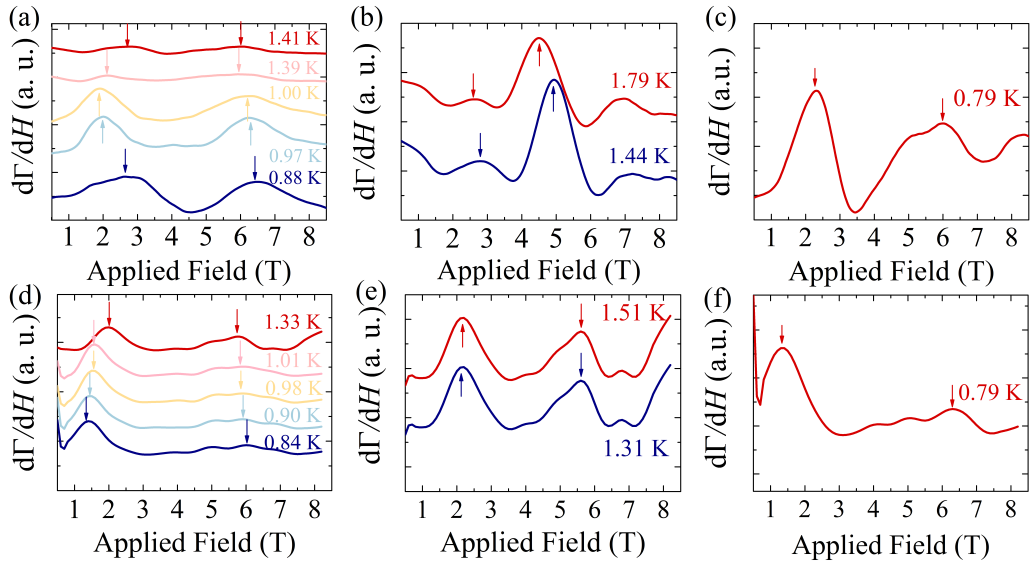 (a)
1.41 K
1.39 K
1.00 K
0.97 K
0.88 K
dΓ/dH (a. u.)
1 2 3 4 5 6 7 8
Applied Field (T)
(b)
1.79 K
1.44 K
dΓ/dH (a. u.)
1 2 3 4 5 6 7 8
Applied Field (T)
(c)
0.79 K
dΓ/dH (a. u.)
1 2 3 4 5 6 7 8
Applied Field (T)
(d)
1.33 K
1.01 K
0.98 K
0.90 K
0.84 K
dΓ/dH (a. u.)
1 2 3 4 5 6 7 8
Applied Field (T)
(e)
1.51 K
1.31 K
dΓ/dH (a. u.)
1 2 3 4 5 6 7 8
Applied Field (T)
(f)
0.79 K
dΓ/dH (a.u.)
1 2 3 4 5 6 7 8
Applied Field (T)